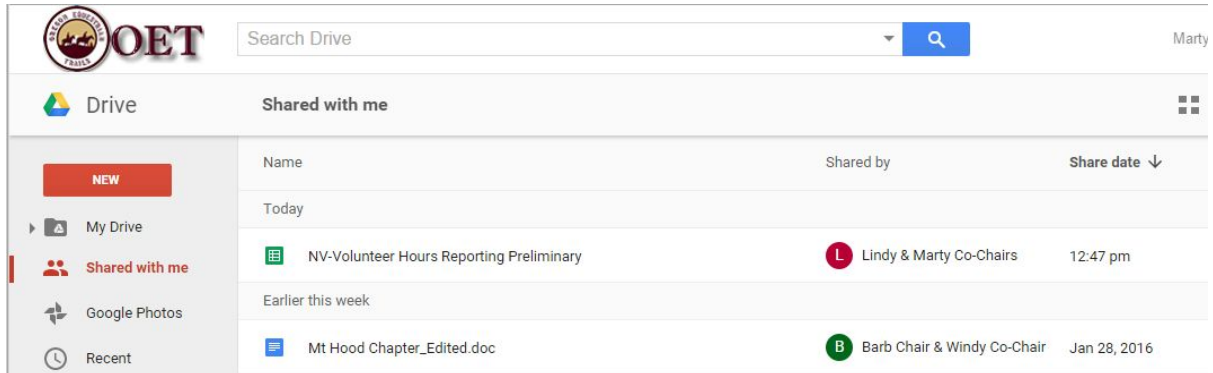 OREGON EQUESTRIAN
TRAILS
OET
Search Drive
Marty
Drive
Shared with me
NEW
Name
Shared by
Share date
Today
My Drive
NV-Volunteer Hours Reporting Preliminary
L
Lindy & Marty Co-Chairs
12:47 pm
Shared with me
Earlier this week
Google Photos
Mt Hood Chapter_Edited.doc
B
Barb Chair & Windy Co-Chair
Jan 28, 2016
Recent